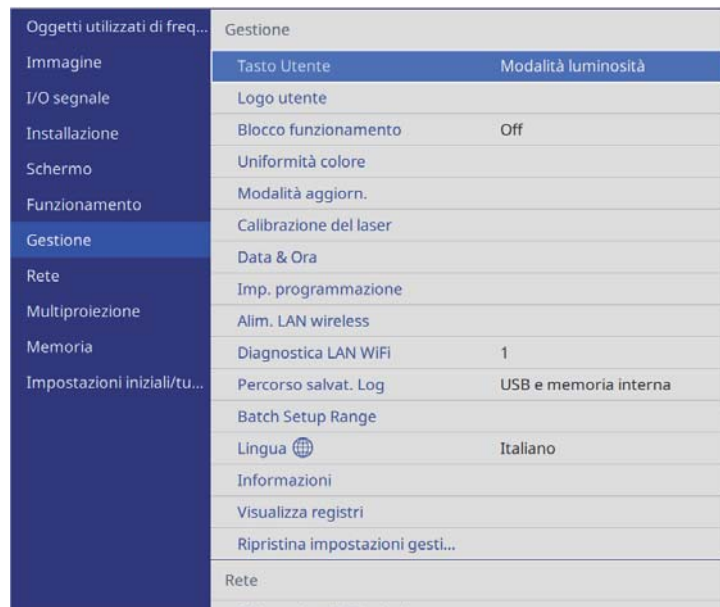 Oggetti utilizzati di freq...
Immagine
I/O segnale
Installazione
Schermo
Funzionamento
Gestione
Rete
Multiproiezione
Memoria
Impostazioni iniziali/tu...
Gestione
Tasto Utente Modalità luminosità
Logo utente
Blocco funzionamento Off
Uniformità colore
Modalità aggiorn.
Calibrazione del laser
Data & Ora
Imp. programmazione
Alim. LAN wireless
Diagnostica LAN WiFi 1
Percorso salvat. Log USB e memoria interna
Batch Setup Range
Lingua Italiano
Informazioni
Visualizza registri
Ripristina impostazioni gesti...
Rete